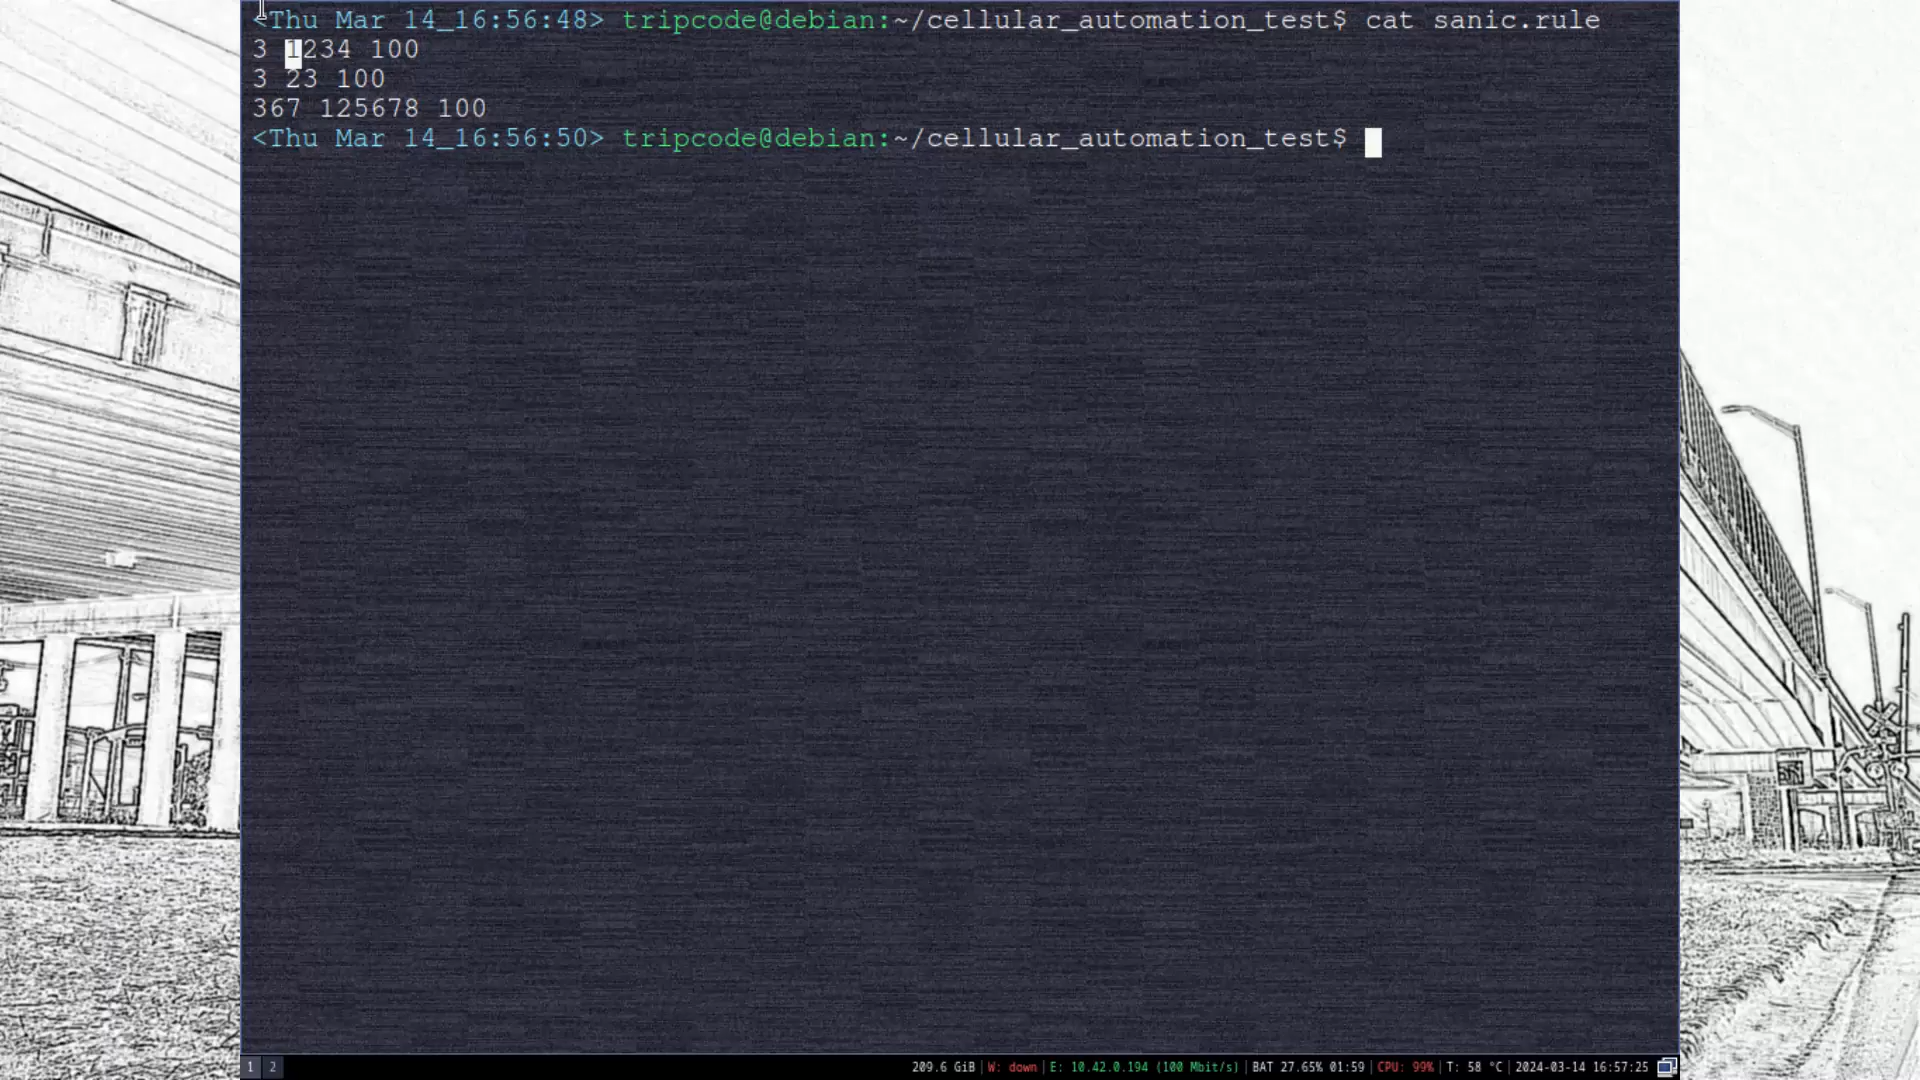 <Thu Mar 14_16:56:48> tripcode@debian:~/cellular_automation_test$ cat sanic.rule
3 1234 100
3 23 100
367 125678 100
<Thu Mar 14_16:56:50> tripcode@debian:~/cellular_automation_test$
1 2 209.6 GiB | W: down | E: 10.42.0.194 (100 Mbit/s) | BAT 27.65% 01:59 | CPU: 99% | T: 58 °C | 2024-03-14 16:57:25